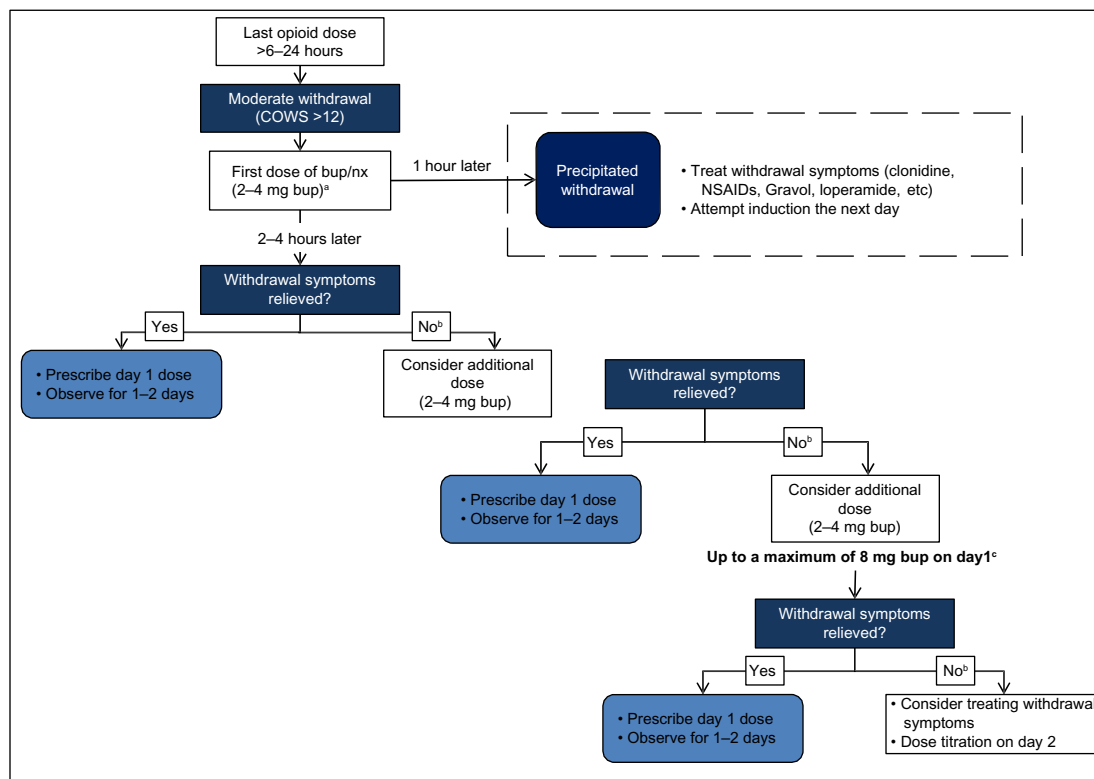 Last opioid dose
>6–24 hours
Moderate withdrawal
(COWS >12)
First dose of bup/nx
(2–4 mg bup)ᵃ
1 hour later
Precipitated
withdrawal
• Treat withdrawal symptoms (clonidine,
NSAIDs, Gravol, loperamide, etc)
• Attempt induction the next day
2–4 hours later
Withdrawal symptoms
relieved?
Yes
Noᵇ
• Prescribe day 1 dose
• Observe for 1–2 days
Consider additional
dose
(2–4 mg bup)
Withdrawal symptoms
relieved?
Yes
Noᵇ
• Prescribe day 1 dose
• Observe for 1–2 days
Consider additional
dose
(2–4 mg bup)
Up to a maximum of 8 mg bup on day1ᶜ
Withdrawal symptoms
relieved?
Yes
Noᵇ
• Prescribe day 1 dose
• Observe for 1–2 days
• Consider treating withdrawal
symptoms
• Dose titration on day 2